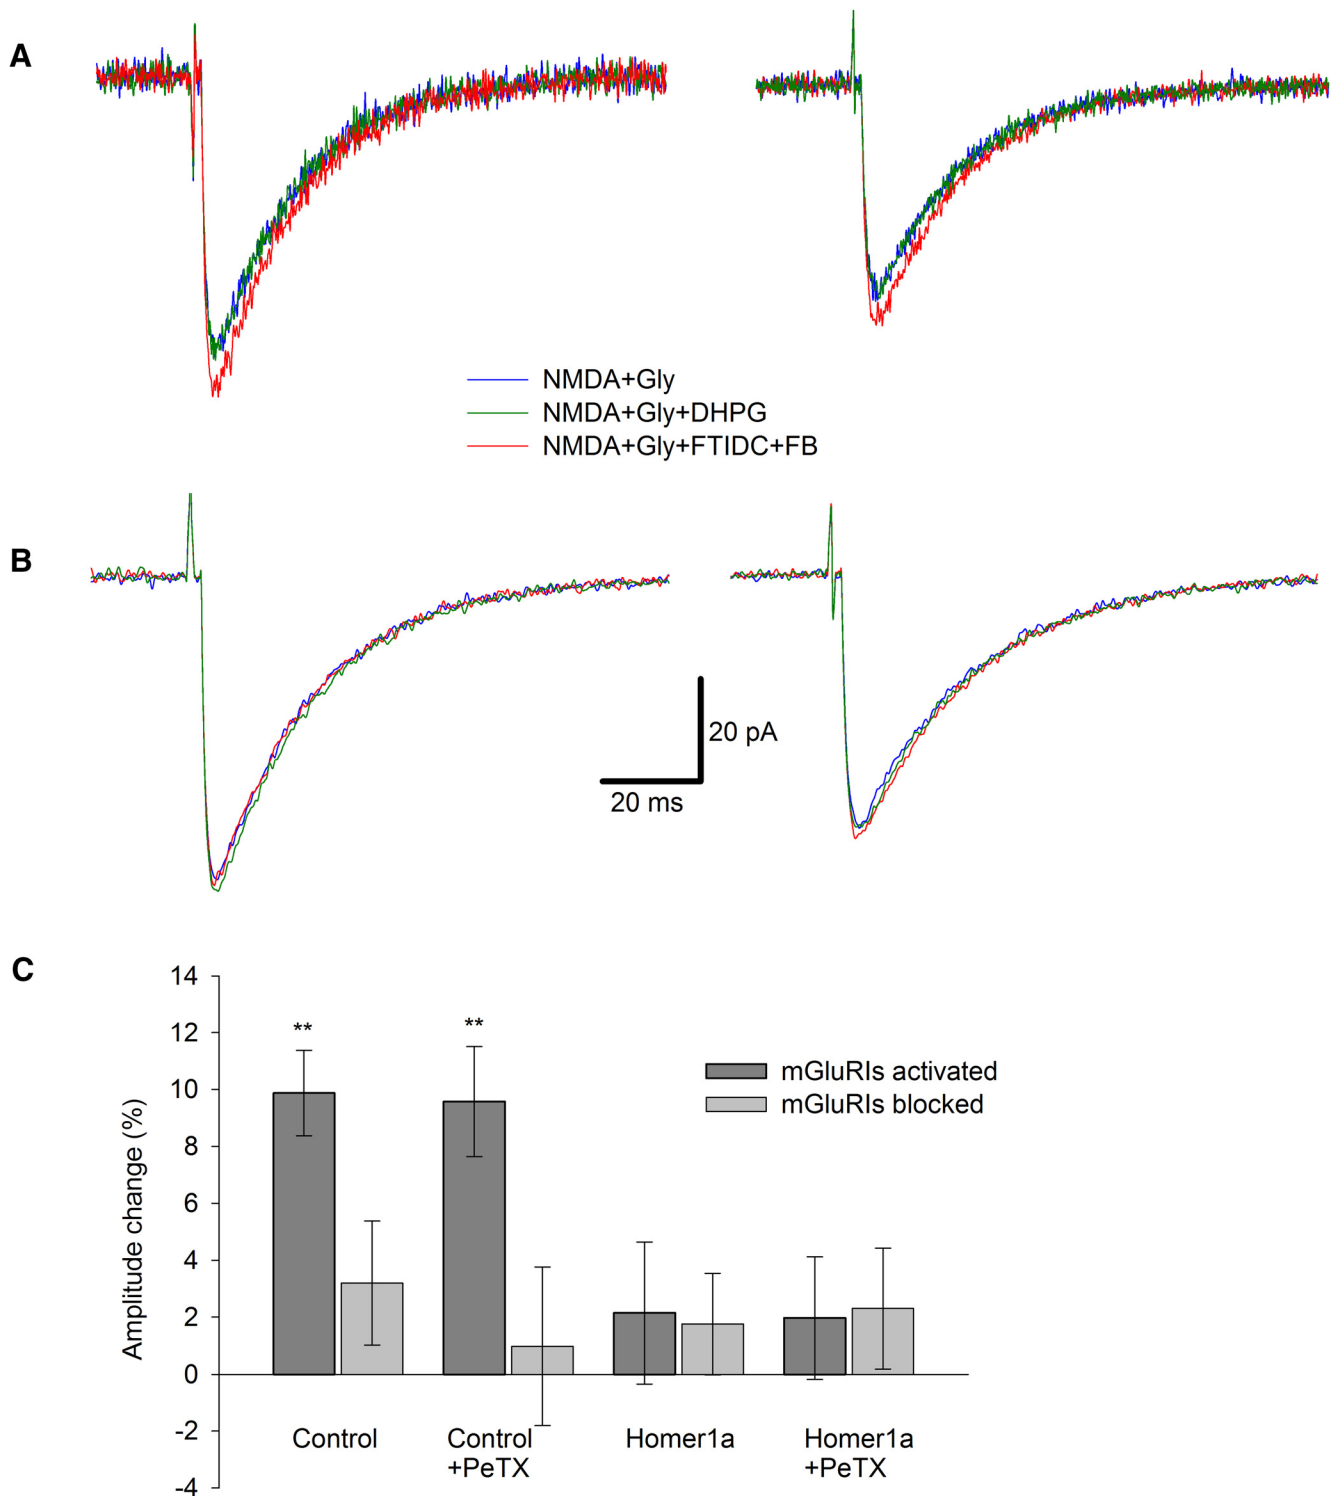 A
NMDA+Gly
NMDA+Gly+DHPG
NMDA+Gly+FTIDC+FB
B
20 pA
20 ms
C
Amplitude change (%)
14
12
10
8
6
4
2
0
-2
-4
**
**
mGluRIs activated
mGluRIs blocked
Control
Control
+PeTX
Homer1a
Homer1a
+PeTX